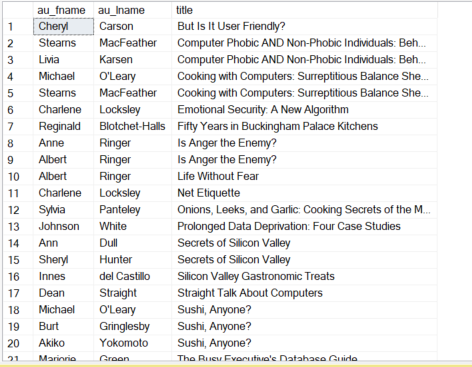 au_fname au_lname title
1 Cheryl Carson But Is It User Friendly?
2 Stearns MacFeather Computer Phobic AND Non-Phobic Individuals: Beh...
3 Livia Karsen Computer Phobic AND Non-Phobic Individuals: Beh...
4 Michael O'Leary Cooking with Computers: Surreptitious Balance She...
5 Stearns MacFeather Cooking with Computers: Surreptitious Balance She...
6 Charlene Locksley Emotional Security: A New Algorithm
7 Reginald Blotchet-Halls Fifty Years in Buckingham Palace Kitchens
8 Anne Ringer Is Anger the Enemy?
9 Albert Ringer Is Anger the Enemy?
10 Albert Ringer Life Without Fear
11 Charlene Locksley Net Etiquette
12 Sylvia Panteley Onions, Leeks, and Garlic: Cooking Secrets of the M...
13 Johnson White Prolonged Data Deprivation: Four Case Studies
14 Ann Dull Secrets of Silicon Valley
15 Sheryl Hunter Secrets of Silicon Valley
16 Innes del Castillo Silicon Valley Gastronomic Treats
17 Dean Straight Straight Talk About Computers
18 Michael O'Leary Sushi, Anyone?
19 Burt Gringlesby Sushi, Anyone?
20 Akiko Yokomoto Sushi, Anyone?
21 Marjorie Green The Busy Executive's Database Guide